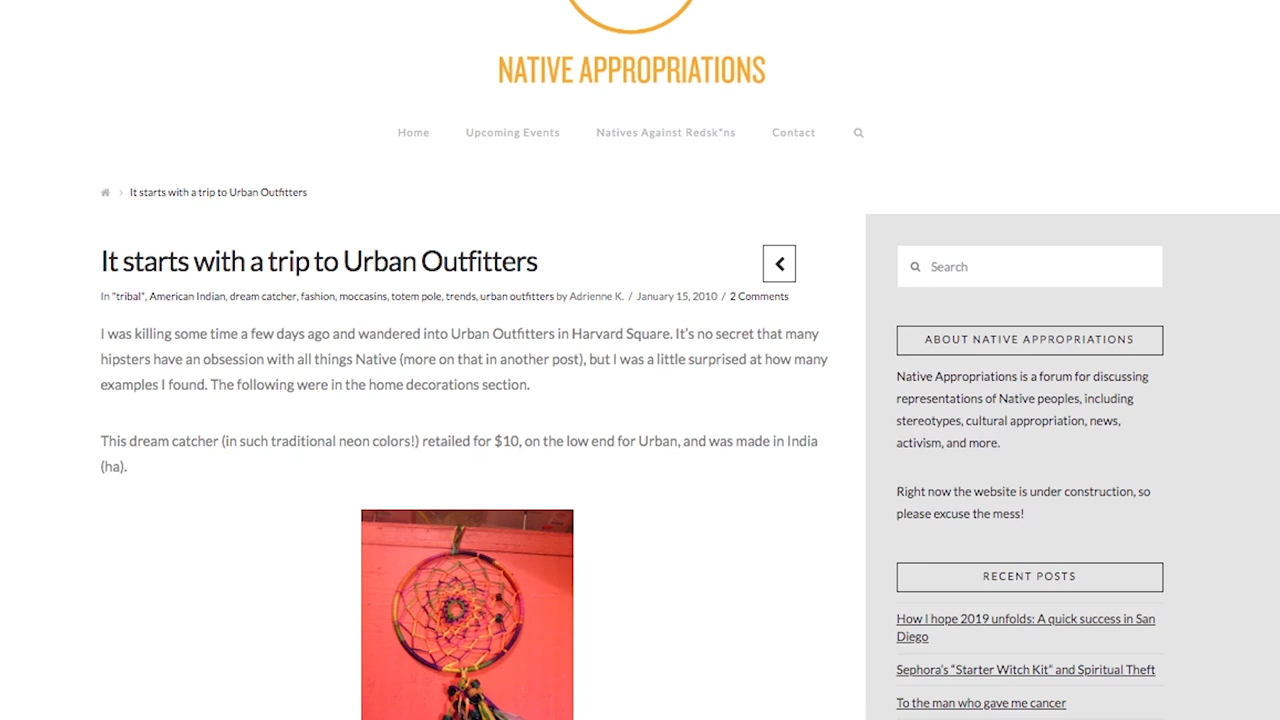 NATIVE APPROPRIATIONS
Home Upcoming Events Natives Against Redsk*ns Contact
It starts with a trip to Urban Outfitters
It starts with a trip to Urban Outfitters
In "tribal", American Indian, dream catcher, fashion, moccasins, totem pole, trends, urban outfitters by Adrienne K. / January 15, 2010 / 2 Comments
I was killing some time a few days ago and wandered into Urban Outfitters in Harvard Square. It's no secret that many
hipsters have an obsession with all things Native (more on that in another post), but I was a little surprised at how many
examples I found. The following were in the home decorations section.
This dream catcher (in such traditional neon colors!) retailed for $10, on the low end for Urban, and was made in India
(ha).
Search
ABOUT NATIVE APPROPRIATIONS
Native Appropriations is a forum for discussing
representations of Native peoples, including
stereotypes, cultural appropriation, news,
activism, and more.
Right now the website is under construction, so
please excuse the mess!
RECENT POSTS
How I hope 2019 unfolds: A quick success in San
Diego
Sephora's "Starter Witch Kit" and Spiritual Theft
To the man who gave me cancer